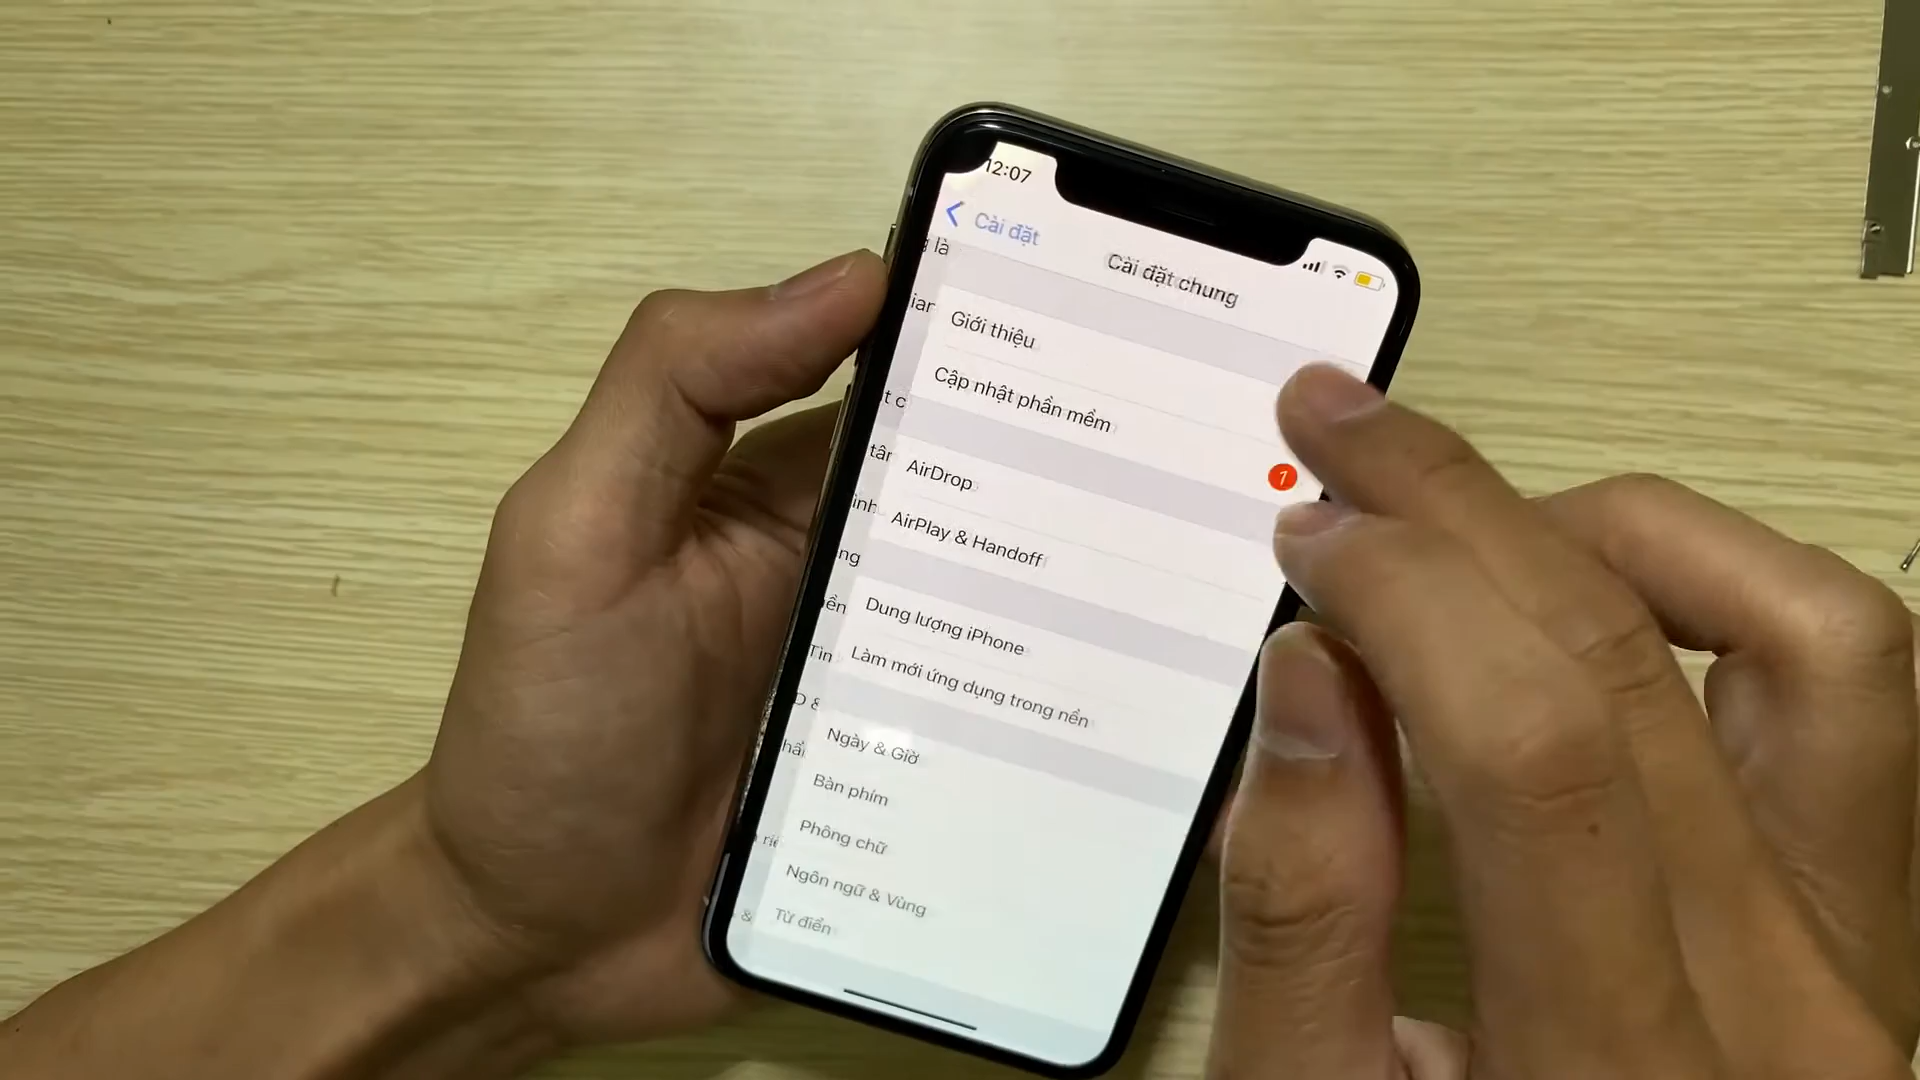 12:07
Cài đặt
Cài đặt chung
Giới thiệu
Cập nhật phần mềm
1
AirDrop
AirPlay & Handoff
Dung lượng iPhone
Làm mới ứng dụng trong nền
Ngày & Giờ
Bàn phím
Phông chữ
Ngôn ngữ & Vùng
Từ điển